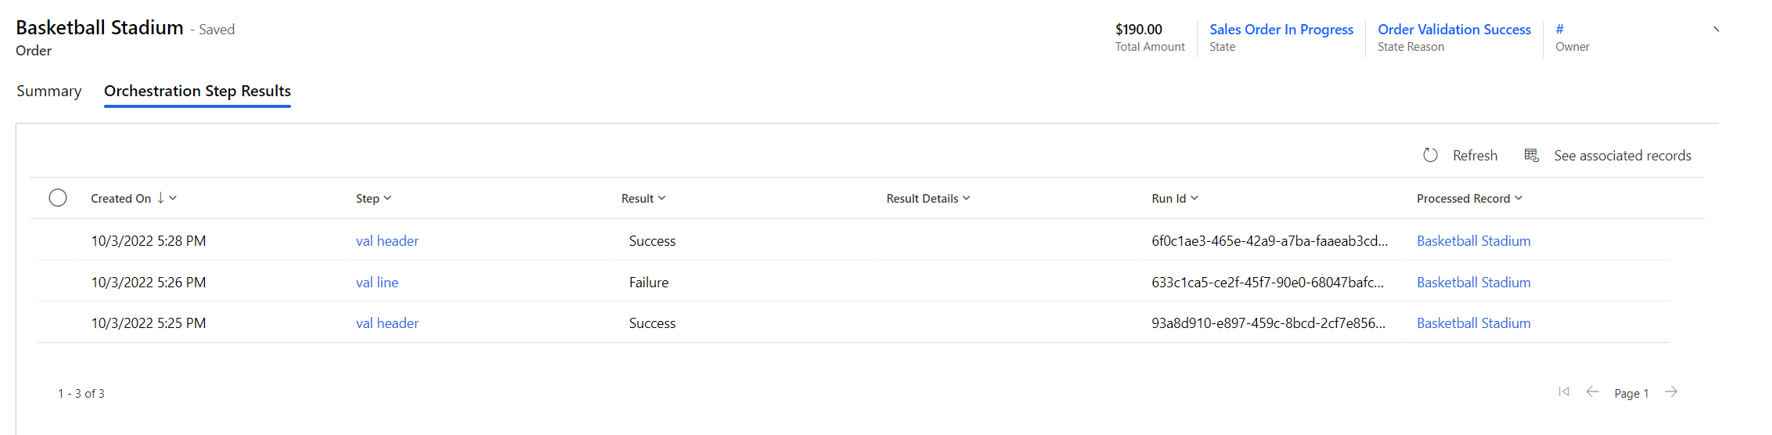 Basketball Stadium - Saved
Order
$190.00
Total Amount
Sales Order In Progress
State
Order Validation Success
State Reason
#
Owner
Summary
Orchestration Step Results
Refresh
See associated records
Created On Step Result Result Details Run Id Processed Record
10/3/2022 5:28 PM val header Success 6f0c1ae3-465e-42a9-a7ba-faaeab3cd... Basketball Stadium
10/3/2022 5:26 PM val line Failure 633c1ca5-ce2f-45f7-90e0-68047bafc... Basketball Stadium
10/3/2022 5:25 PM val header Success 93a8d910-e897-459c-8bcd-2cf7e856... Basketball Stadium
1 - 3 of 3
Page 1